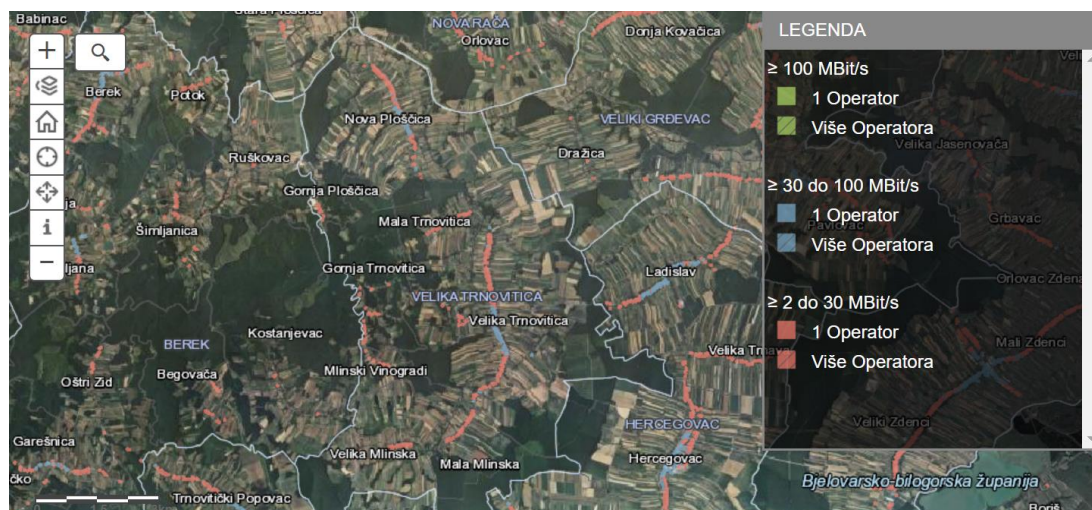 Babinac
Stara Ploščica
NOVA RAČA
Orlovac
Donja Kovačica
LEGENDA
≥ 100 MBit/s
1 Operator
Više Operatora
Berek
Potok
Nova Ploščica
VELIKI GRĐEVAC
Velika Jasenovača
Ruškovac
Dražica
≥ 30 do 100 MBit/s
1 Operator
Pavlovac
Više Operatora
Grbavac
Gornja Ploščica
Šimljanica
Mala Trnovitica
Gornja Trnovitica
Ladislav
Orlovac Zdena
VELIKA TRNOVITICA
Velika Trnovitica
≥ 2 do 30 MBit/s
1 Operator
Više Operatora
Kostanjevac
BEREK
Velika Trnava
Mali Zdenci
Oštri Zid
Begovača
Mlinski Vinogradi
Veliki Zdenci
HERCEGOVAC
Garešnica
Velika Mlinska
Mala Mlinska
Hercegovac
Trnovitički Popovac
Bjelovarsko-bilogorska županija